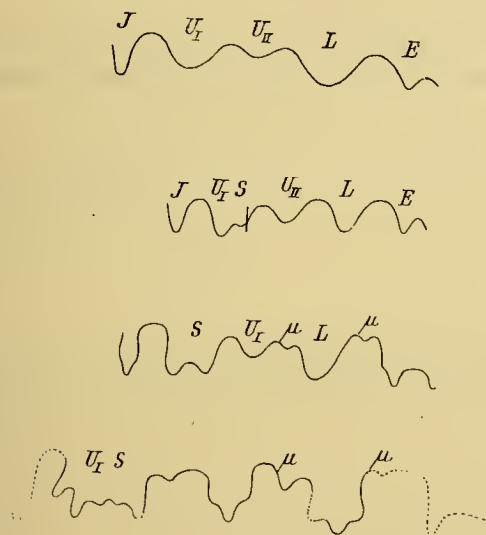 J U_I U_II L E
J U_I S U_II L E
S U_I μ L μ
U_I S μ μ